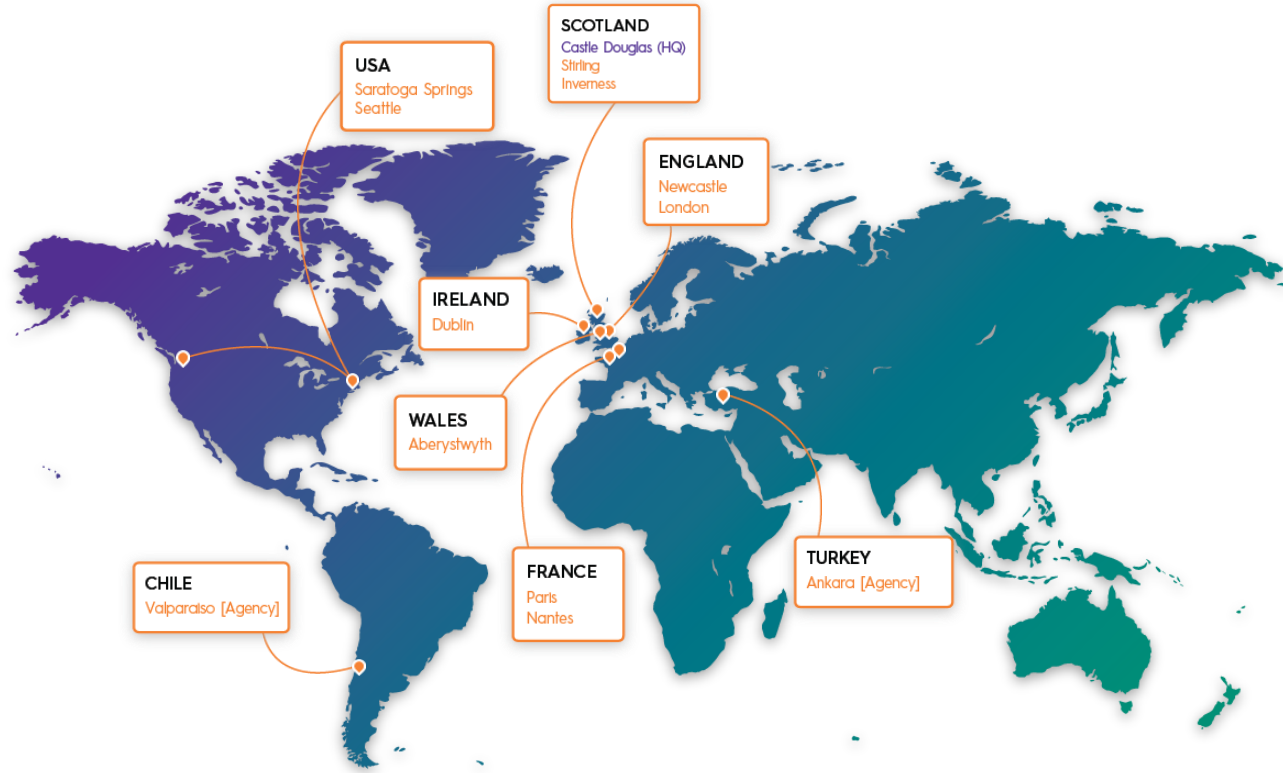 SCOTLAND
Castle Douglas (HQ)
Stirling
Inverness
USA
Saratoga Springs
Seattle
ENGLAND
Newcastle
London
IRELAND
Dublin
WALES
Aberystwyth
FRANCE
Paris
Nantes
TURKEY
Ankara [Agency]
CHILE
Valparaiso [Agency]